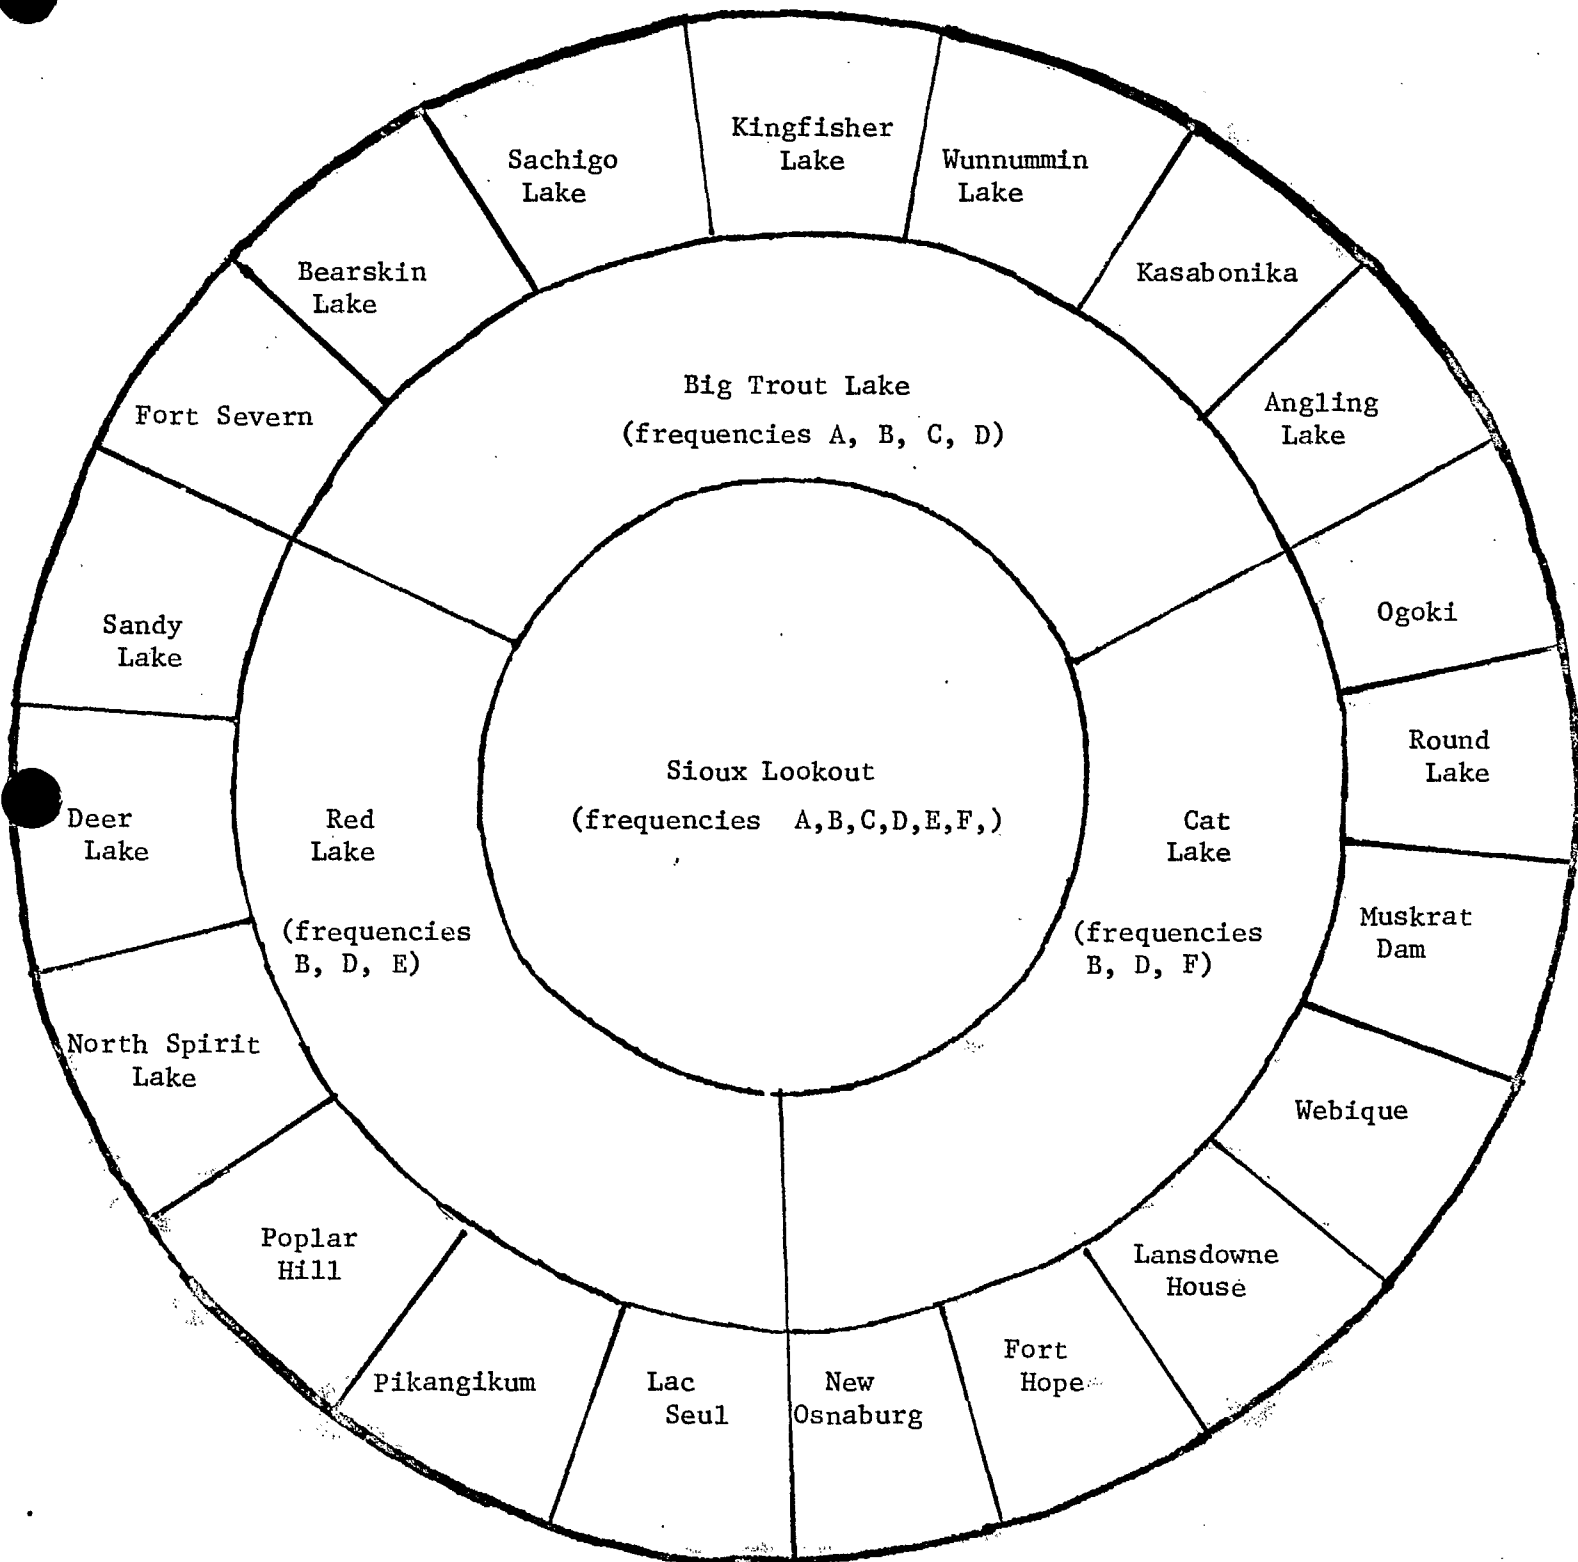 Kingfisher
Lake
Sachigo
Lake
Wunnummin
Lake
Bearskin
Lake
Kasabonika
Fort Severn
Big Trout Lake
(frequencies A, B, C, D)
Angling
Lake
Sandy
Lake
Ogoki
Round
Lake
Sioux Lookout
(frequencies A,B,C,D,E,F,)
Deer
Lake
Red
Lake
(frequencies
B, D, E)
Cat
Lake
(frequencies
B, D, F)
Muskrat
Dam
North Spirit
Lake
Webique
Poplar
Hill
Lansdowne
House
Pikangikum
Lac
Seul
New
Osnaburg
Fort
Hope